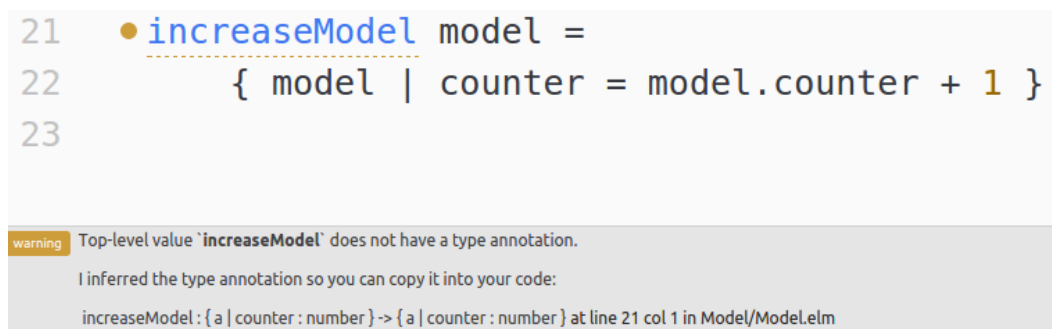 21 increaseModel model =
22 { model | counter = model.counter + 1 }
23
warning Top-level value `increaseModel` does not have a type annotation.
I inferred the type annotation so you can copy it into your code:
increaseModel : { a | counter : number } -> { a | counter : number } at line 21 col 1 in Model/Model.elm